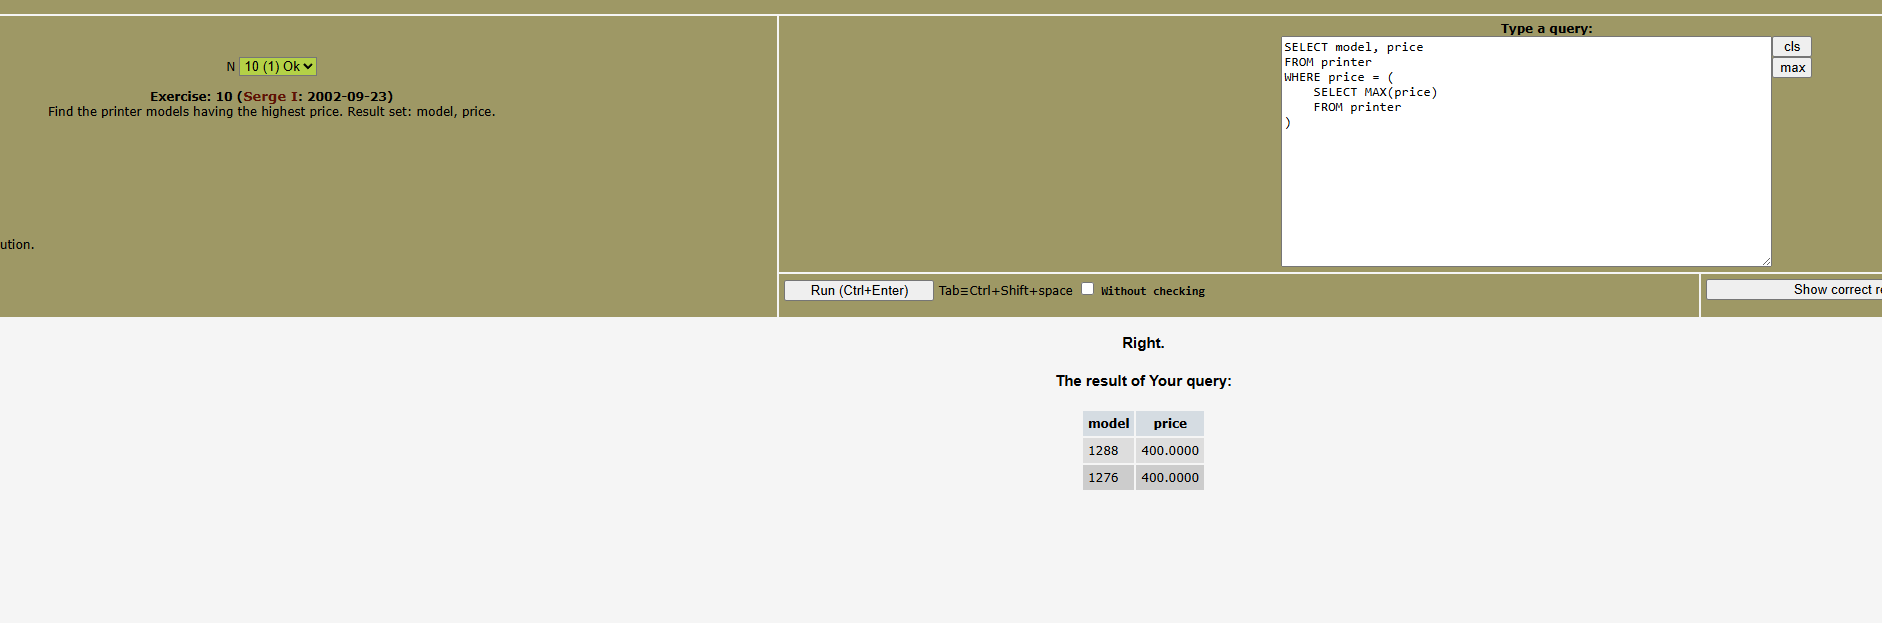 N 10 (1) Ok
Exercise: 10 (Serge I: 2002-09-23)
Find the printer models having the highest price. Result set: model, price.
ution.
Type a query:
SELECT model, price
FROM printer
WHERE price = (
    SELECT MAX(price)
    FROM printer
)
cls
max
Run (Ctrl+Enter) Tab≡Ctrl+Shift+space Without checking
Show correct re
Right.
The result of Your query:
model price
1288 400.0000
1276 400.0000